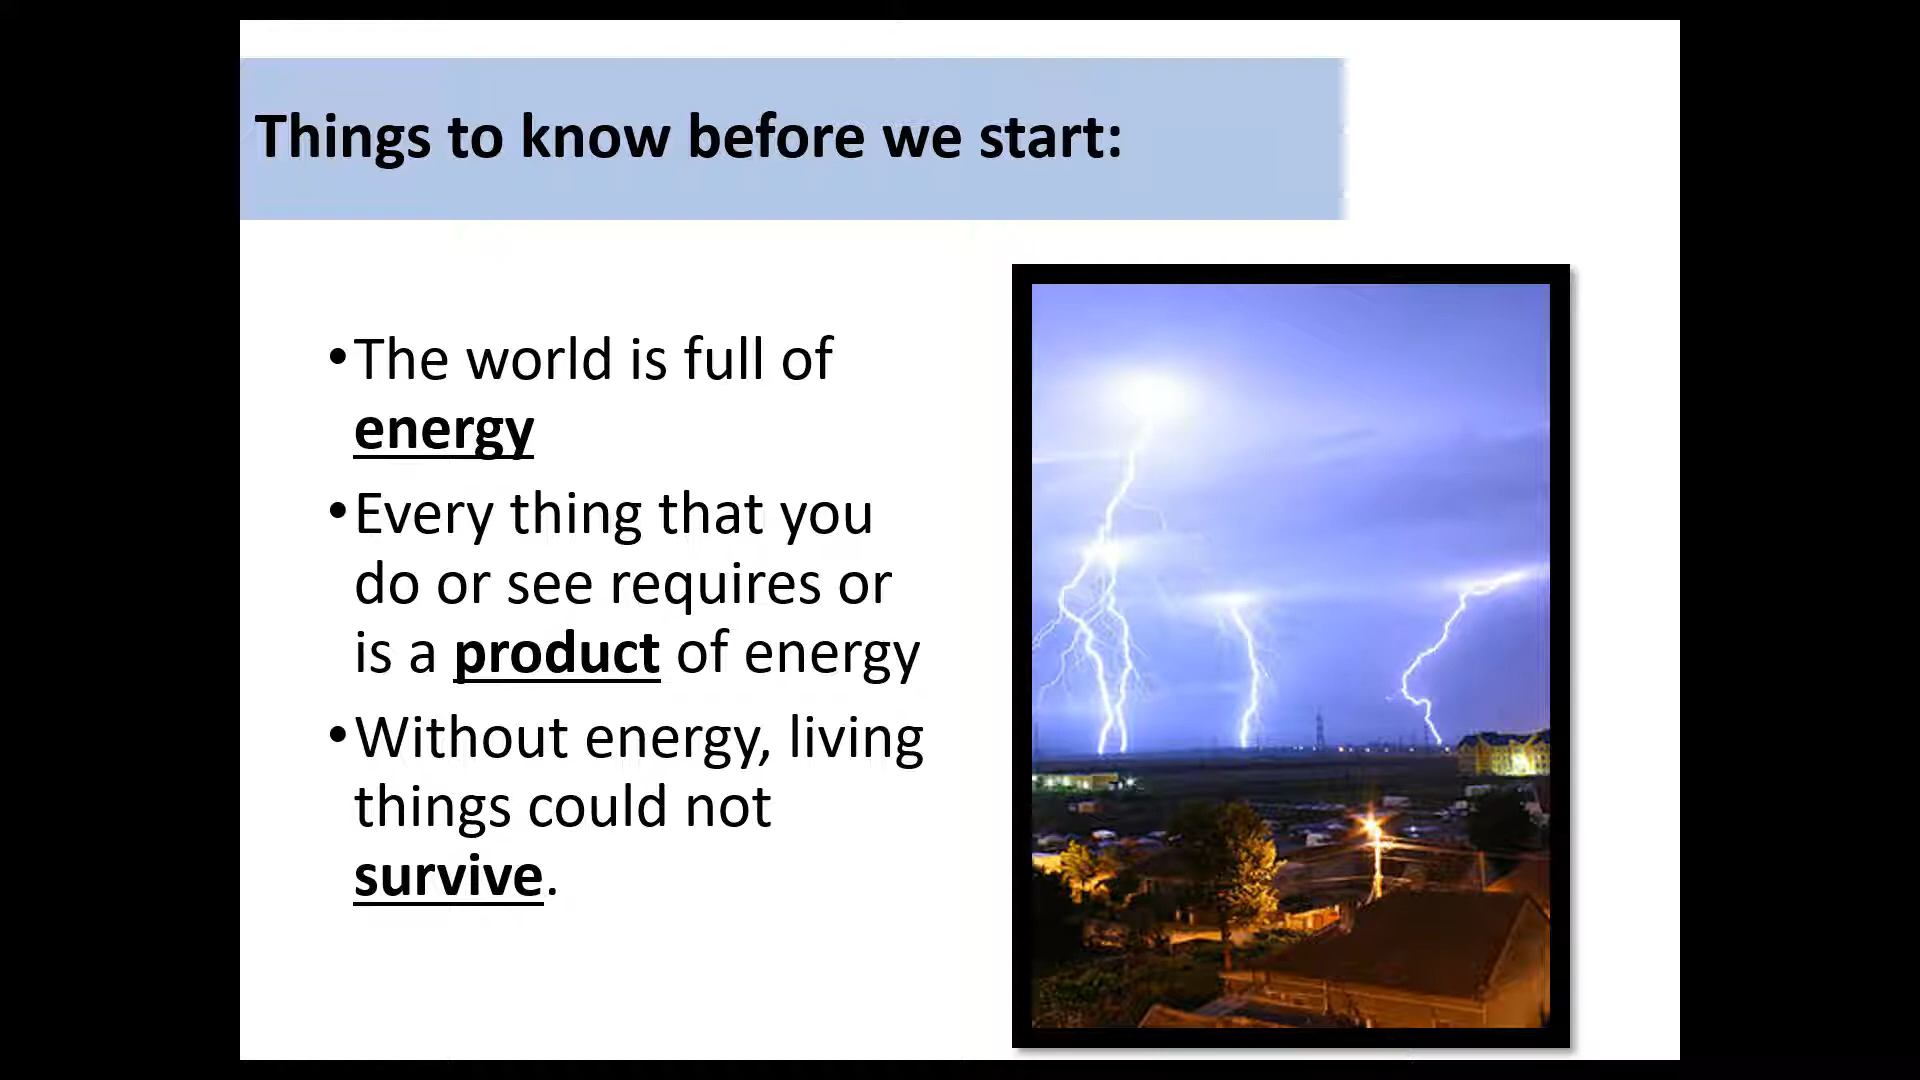 Things to know before we start:
•The world is full of
energy
•Every thing that you
do or see requires or
is a product of energy
•Without energy, living
things could not
survive.